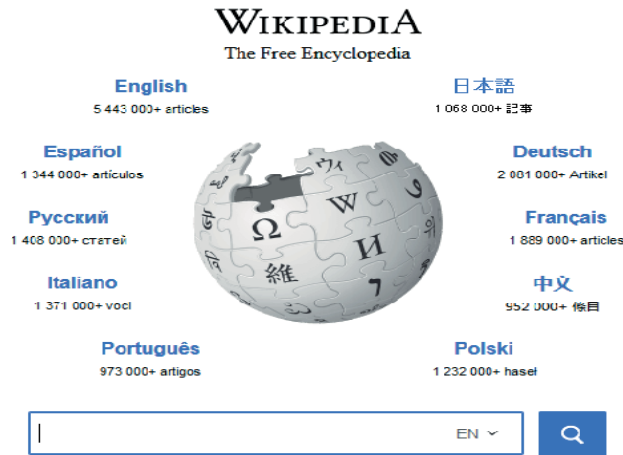 WIKIPEDIA
The Free Encyclopedia
English
5 443 000+ articles
日本語
1 068 000+ 記事
Español
1 344 000+ artículos
Deutsch
2 081 000+ Artikel
Русский
1 408 000+ статей
Français
1 889 000+ articles
Italiano
1 371 000+ voci
中文
952 000+ 條目
Português
973 000+ artigos
Polski
1 232 000+ haseł
Ω
W
И
維
7
EN